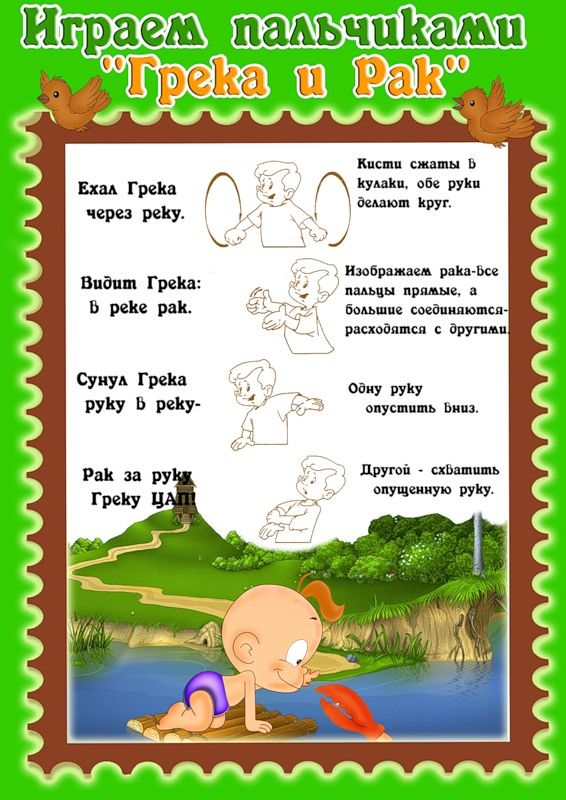 Играем пальчиками
"Грека и Рак"
Ехал Грека
через реку.
Кисти сжаты в
кулаки, обе руки
делают круг.
Видит Грека:
в реке рак.
Изображаем рака-все
пальцы прямые, а
большие соединяются-
расходятся с другими.
Сунул Грека
руку в реку-
Одну руку
опустить вниз.
Рак за руку
Греку ЦАП!
Другой - схватить
опущенную руку.